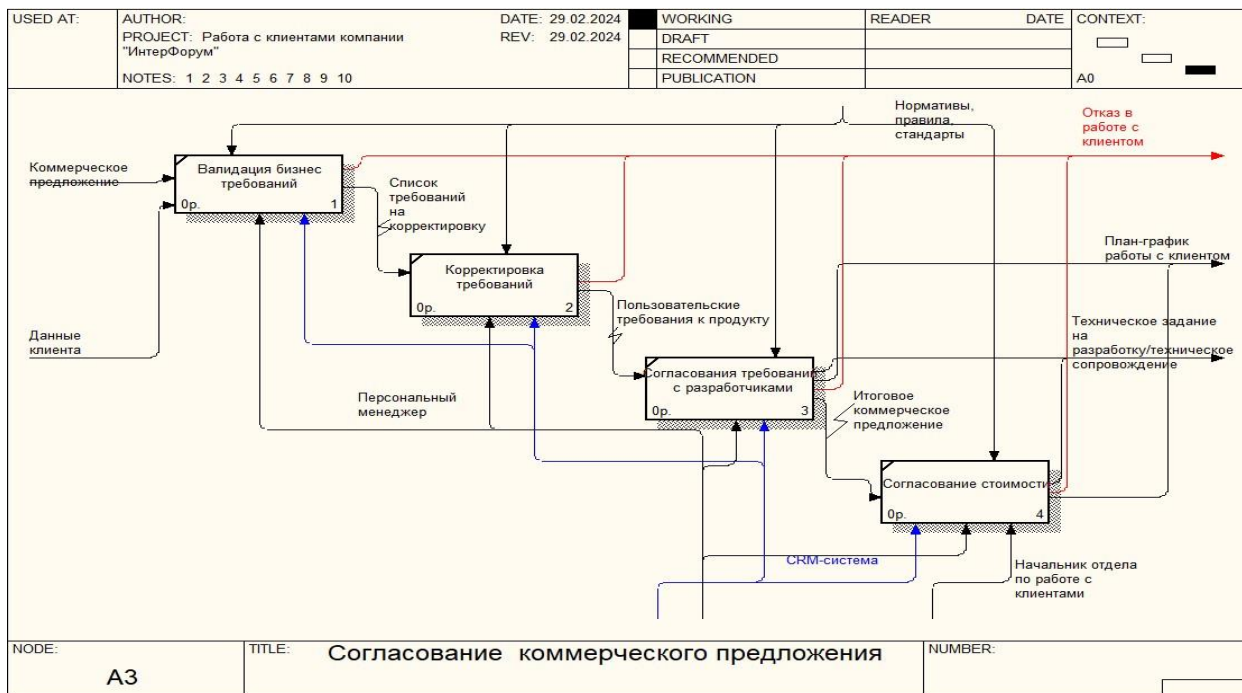 USED AT:
AUTHOR:
DATE: 29.02.2024
PROJECT: Работа с клиентами компании
"ИнтерФорум"
REV: 29.02.2024
NOTES: 1 2 3 4 5 6 7 8 9 10
WORKING
DRAFT
RECOMMENDED
PUBLICATION
READER
DATE
CONTEXT:
A0
Нормативы,
правила,
стандарты
Отказ в
работе с
клиентом
Коммерческое
предложение
Валидация бизнес
требований
0р.
1
Список
требований
на
корректировку
Корректировка
требований
0р.
2
План-график
работы с клиентом
Пользовательские
требования к продукту
Данные
клиента
Техническое задание
на
разработку/техническое
сопровождение
Согласования требовании
с разработчиками
0р.
3
Персональный
менеджер
Итоговое
коммерческое
предложение
Согласование стоимости
0р.
4
CRM-система
Начальник отдела
по работе с
клиентами
NODE:
A3
TITLE:
Согласование коммерческого предложения
NUMBER: